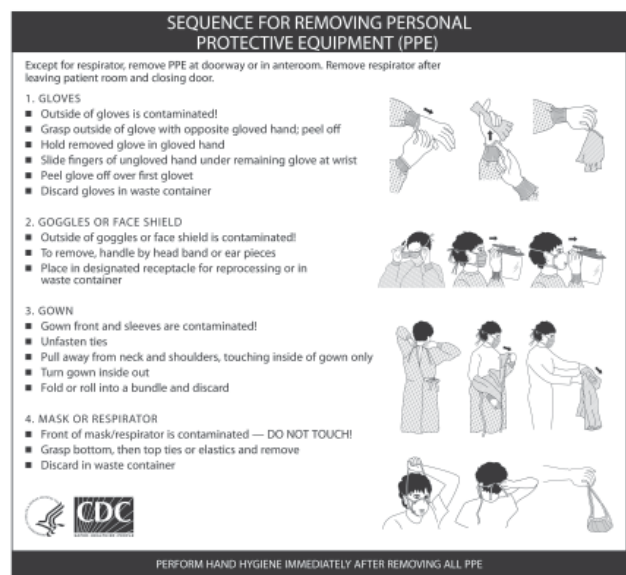 SEQUENCE FOR REMOVING PERSONAL
PROTECTIVE EQUIPMENT (PPE)
Except for respirator, remove PPE at doorway or in anteroom. Remove respirator after
leaving patient room and closing door.
1. GLOVES
■ Outside of gloves is contaminated!
■ Grasp outside of glove with opposite gloved hand; peel off
■ Hold removed glove in gloved hand
■ Slide fingers of ungloved hand under remaining glove at wrist
■ Peel glove off over first glovet
■ Discard gloves in waste container
2. GOGGLES OR FACE SHIELD
■ Outside of goggles or face shield is contaminated!
■ To remove, handle by head band or ear pieces
■ Place in designated receptacle for reprocessing or in
waste container
3. GOWN
■ Gown front and sleeves are contaminated!
■ Unfasten ties
■ Pull away from neck and shoulders, touching inside of gown only
■ Turn gown inside out
■ Fold or roll into a bundle and discard
4. MASK OR RESPIRATOR
■ Front of mask/respirator is contaminated — DO NOT TOUCH!
■ Grasp bottom, then top ties or elastics and remove
■ Discard in waste container
CDC
PERFORM HAND HYGIENE IMMEDIATELY AFTER REMOVING ALL PPE